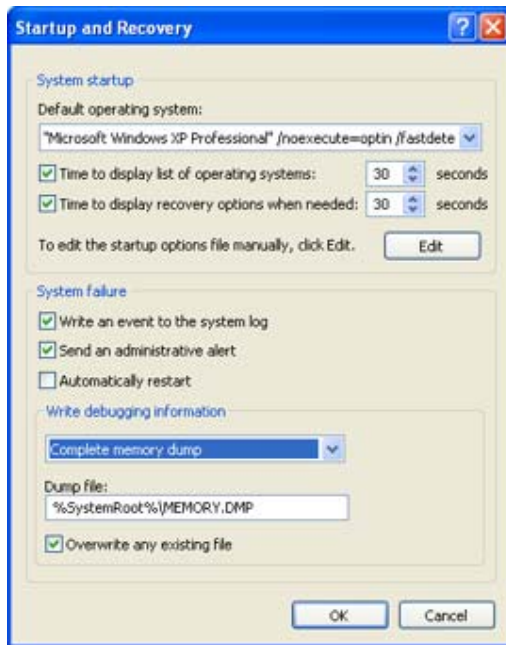 Startup and Recovery
System startup
Default operating system:
"Microsoft Windows XP Professional" /noexecute=optin /fastdete
Time to display list of operating systems: 30 seconds
Time to display recovery options when needed: 30 seconds
To edit the startup options file manually, click Edit. Edit
System failure
Write an event to the system log
Send an administrative alert
Automatically restart
Write debugging information
Complete memory dump
Dump file:
%SystemRoot%\MEMORY.DMP
Overwrite any existing file
OK Cancel